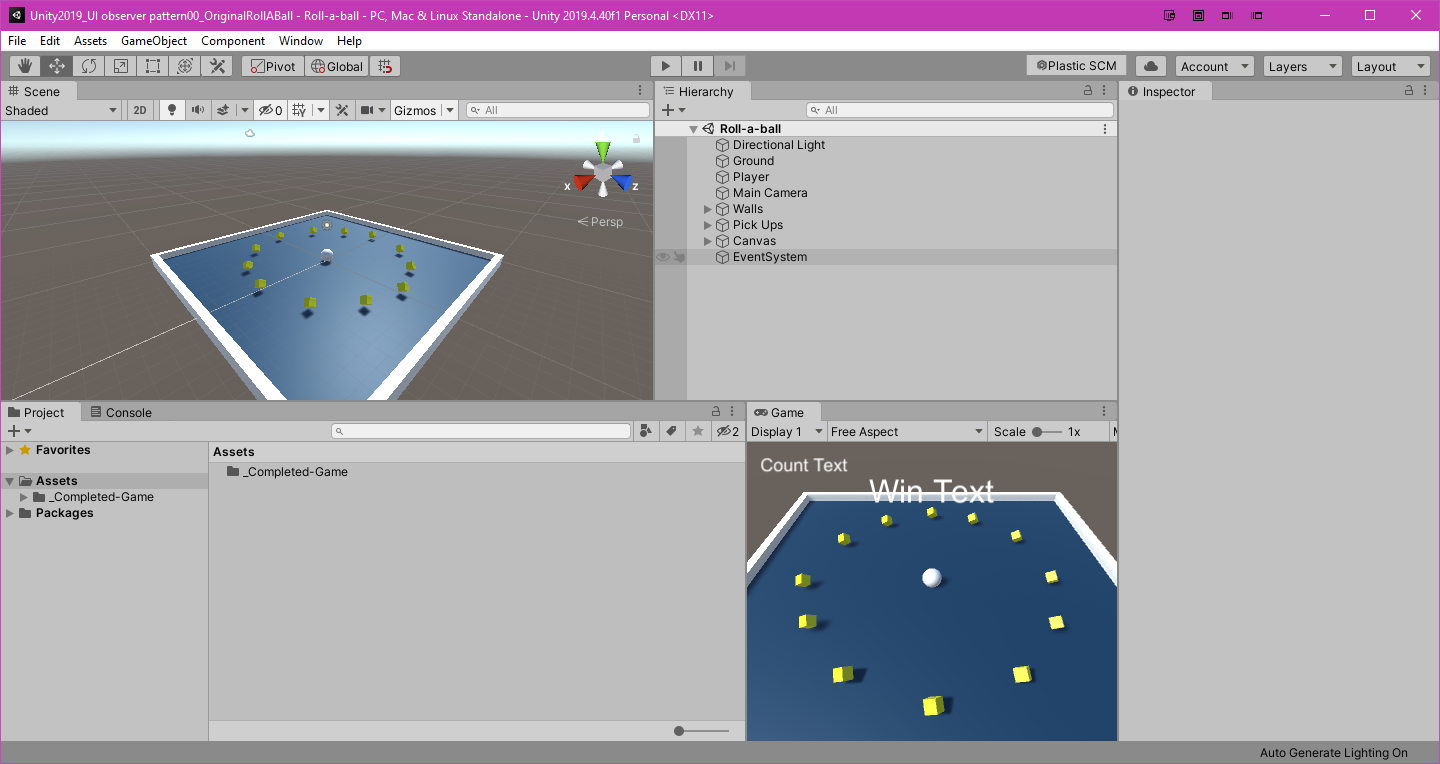 Unity2019_UI observer pattern00_OriginalRollABall - Roll-a-ball - PC, Mac & Linux Standalone - Unity 2019.4.40f1 Personal <DX11>
File Edit Assets GameObject Component Window Help
Pivot Global Plastic SCM Account Layers Layout
Scene
Shaded 2D 0 Gizmos All
x z
Persp
Hierarchy
All
Roll-a-ball
Directional Light
Ground
Player
Main Camera
Walls
Pick Ups
Canvas
EventSystem
Inspector
Project Console
2
Favorites
Assets
_Completed-Game
Packages
Assets
_Completed-Game
Game
Display 1 Free Aspect Scale 1x
Count Text
Win Text
Auto Generate Lighting On